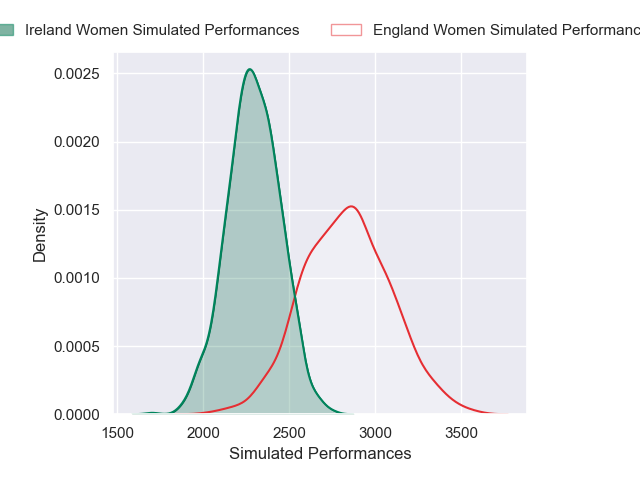 Ireland Women Simulated Performances England Women Simulated Performanc
0.0025
0.0020
0.0015
0.0010
0.0005
0.0000
Density
1500 2000 2500 3000 3500
Simulated Performances